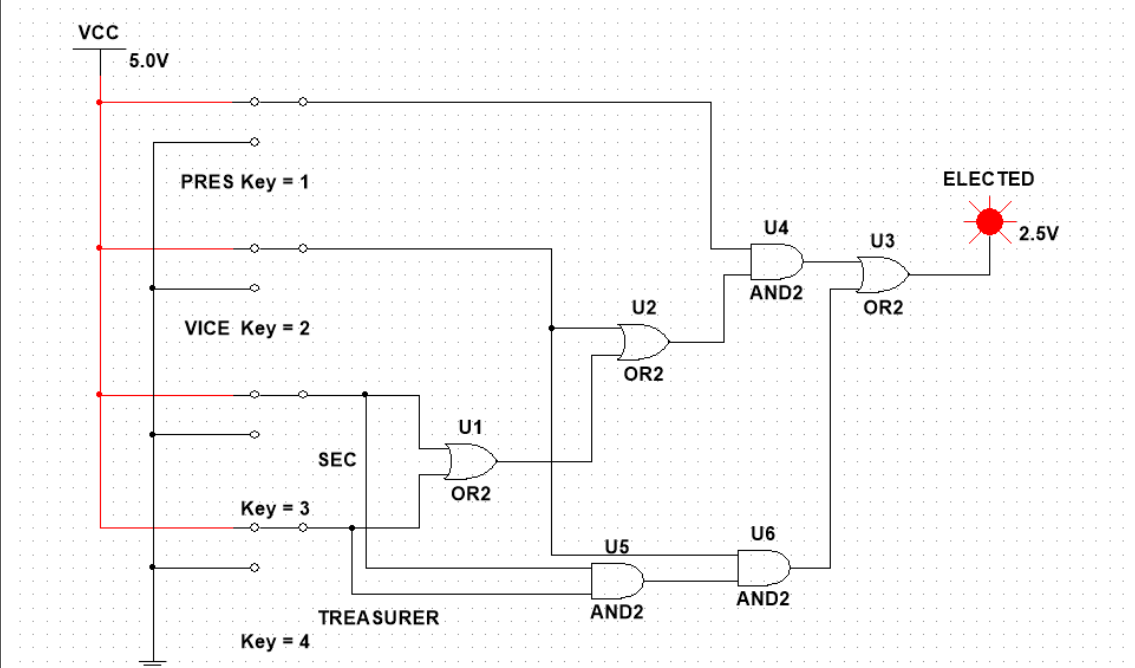 VCC
5.0V
PRES Key = 1
ELECTED
2.5V
U4
AND2
U3
OR2
VICE Key = 2
U2
OR2
SEC
U1
OR2
Key = 3
U5
AND2
U6
AND2
TREASURER
Key = 4